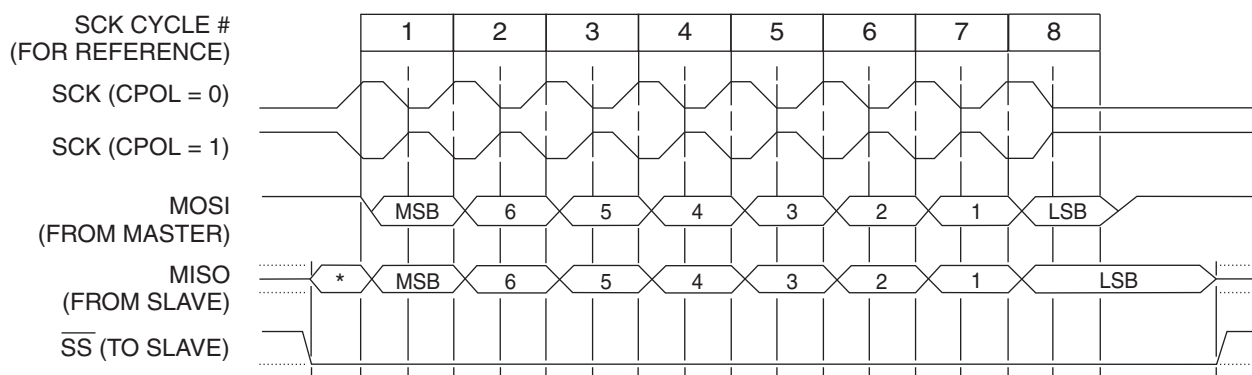 SCK CYCLE #
(FOR REFERENCE)
1 2 3 4 5 6 7 8
SCK (CPOL = 0)
SCK (CPOL = 1)
MOSI
(FROM MASTER)
MSB 6 5 4 3 2 1 LSB
MISO
(FROM SLAVE)
* MSB 6 5 4 3 2 1 LSB
S̅S̅ (TO SLAVE)